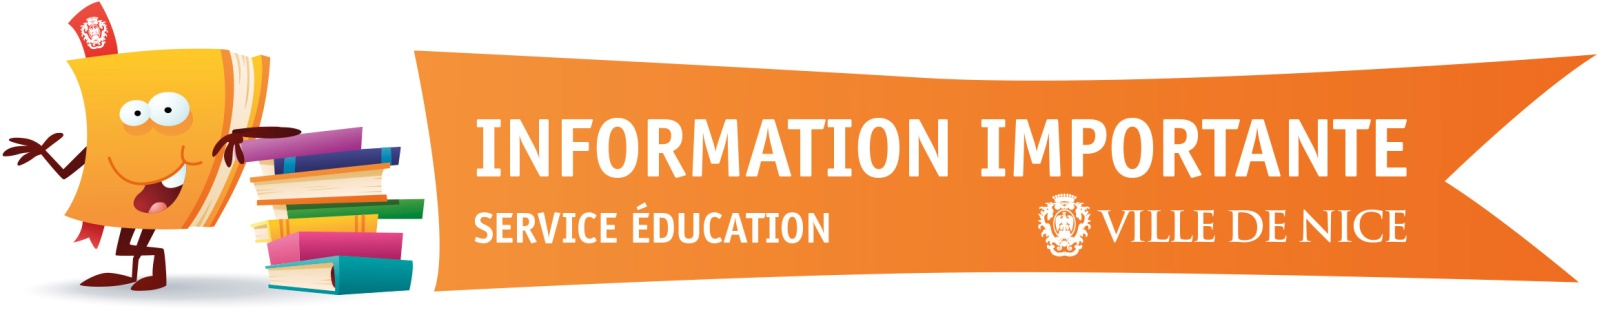 INFORMATION IMPORTANTE
SERVICE ÉDUCATION
VILLE DE NICE